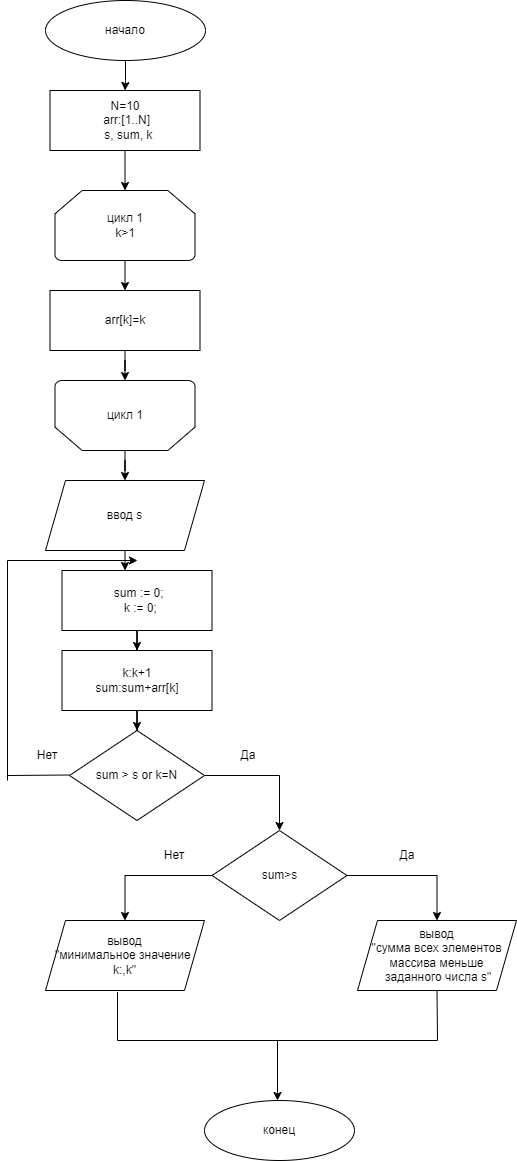 начало
N=10
arr:[1..N]
s, sum, k
цикл 1
k>1
arr[k]=k
цикл 1
ввод s
sum := 0;
k := 0;
k:k+1
sum:sum+arr[k]
Нет
Да
sum > s or k=N
Нет
Да
sum>s
вывод
"минимальное значение
k:,k"
вывод
"сумма всех элементов
массива меньше
заданного числа s"
конец